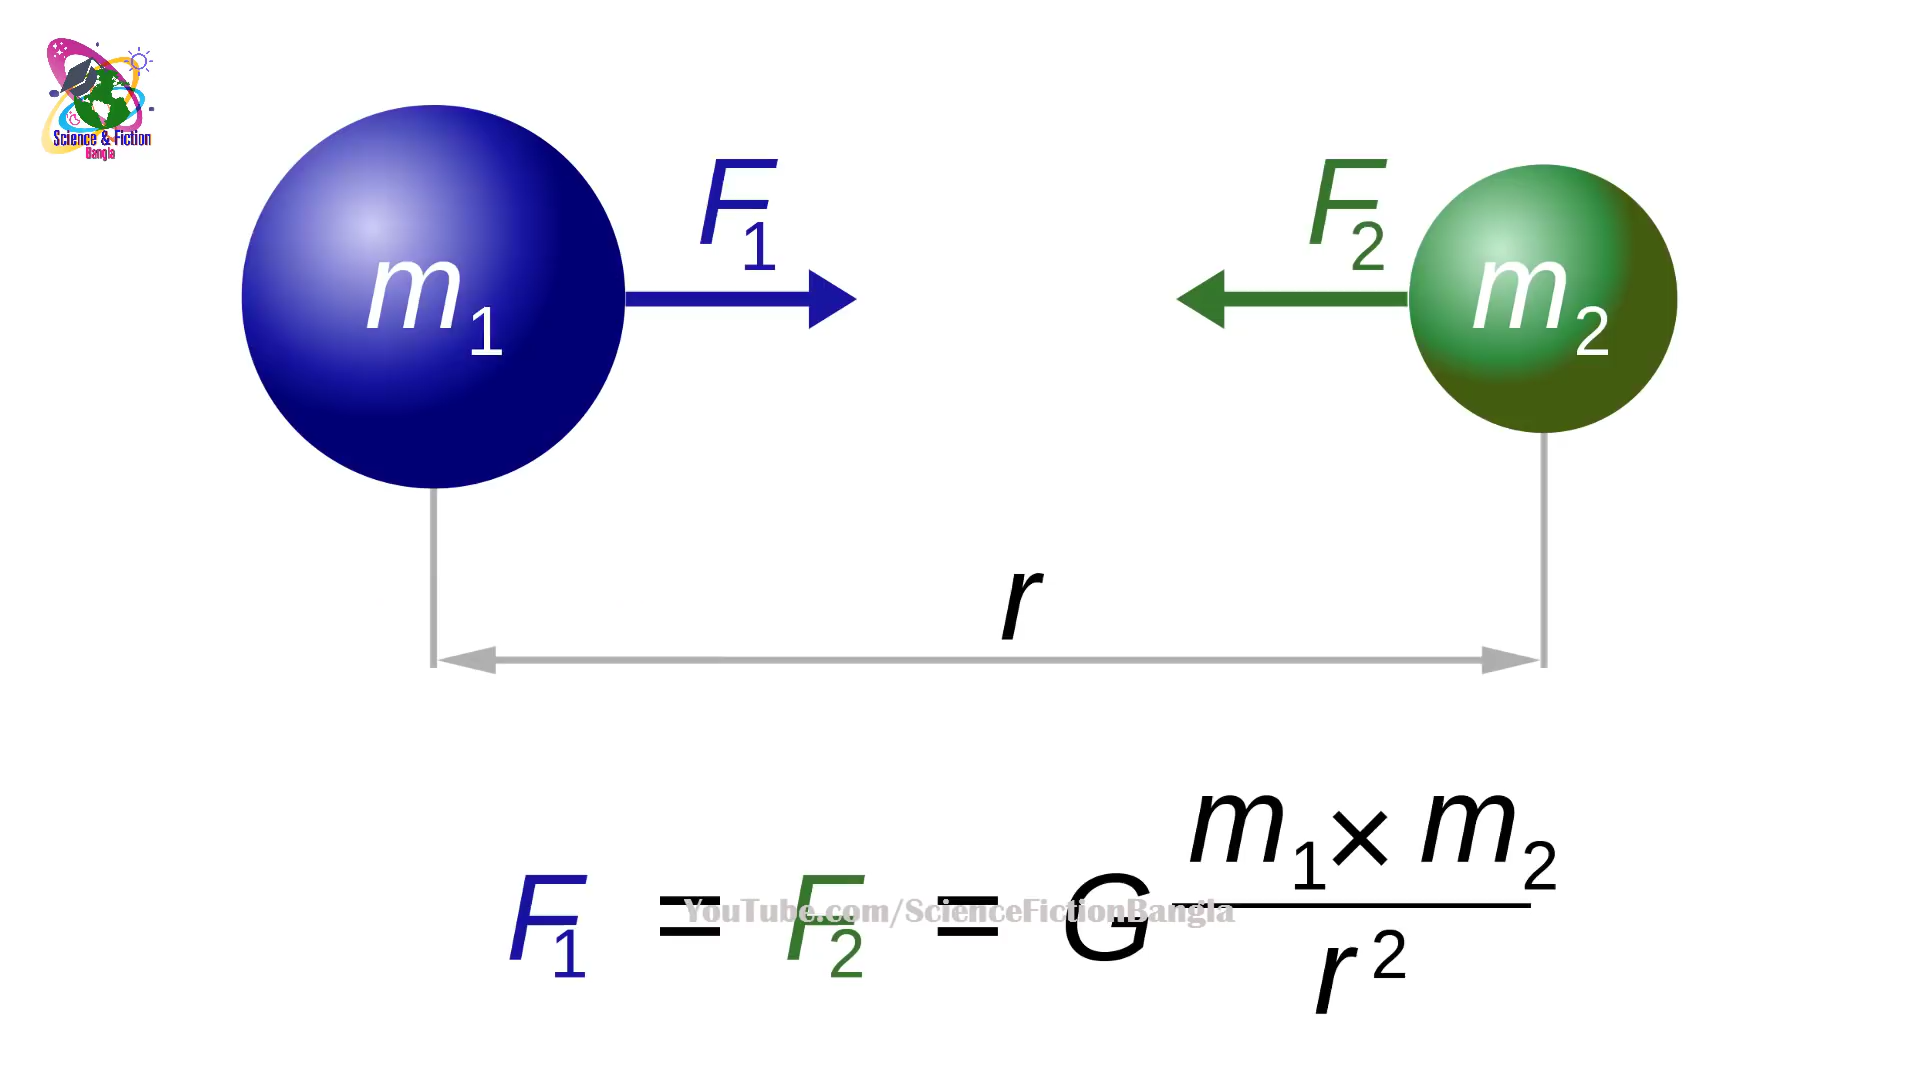 Science & Fiction
Bangla
F₁
F₂
m₁
m₂
r
F₁ = F₂ = G m₁ × m₂ / r²
YouTube.com/ScienceFictionBangla